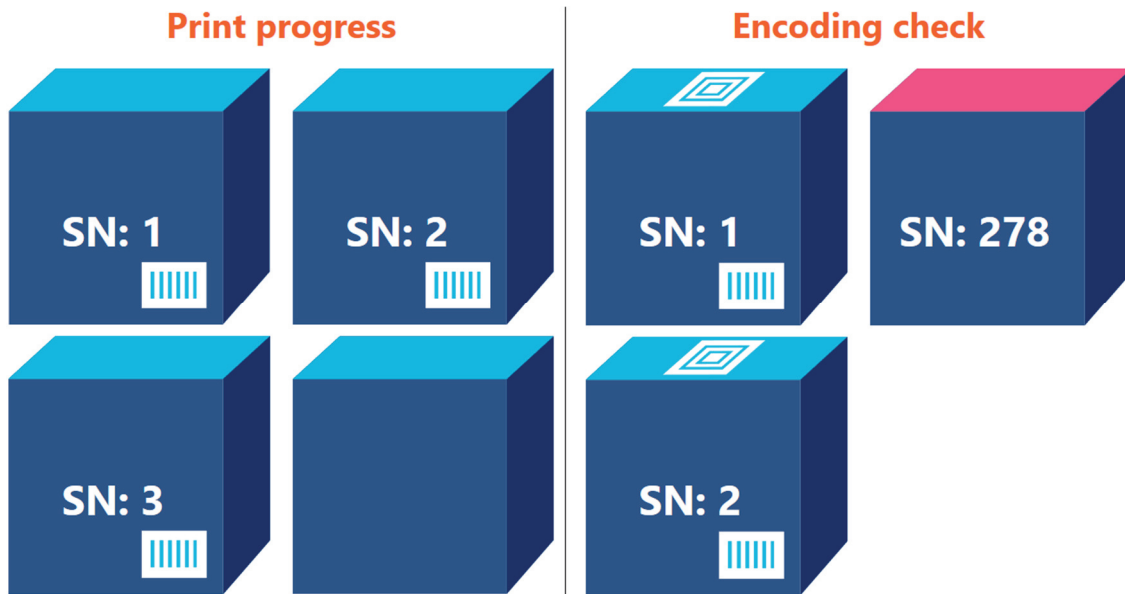 Print progress
Encoding check
SN: 1
SN: 2
SN: 1
SN: 278
SN: 3
SN: 2